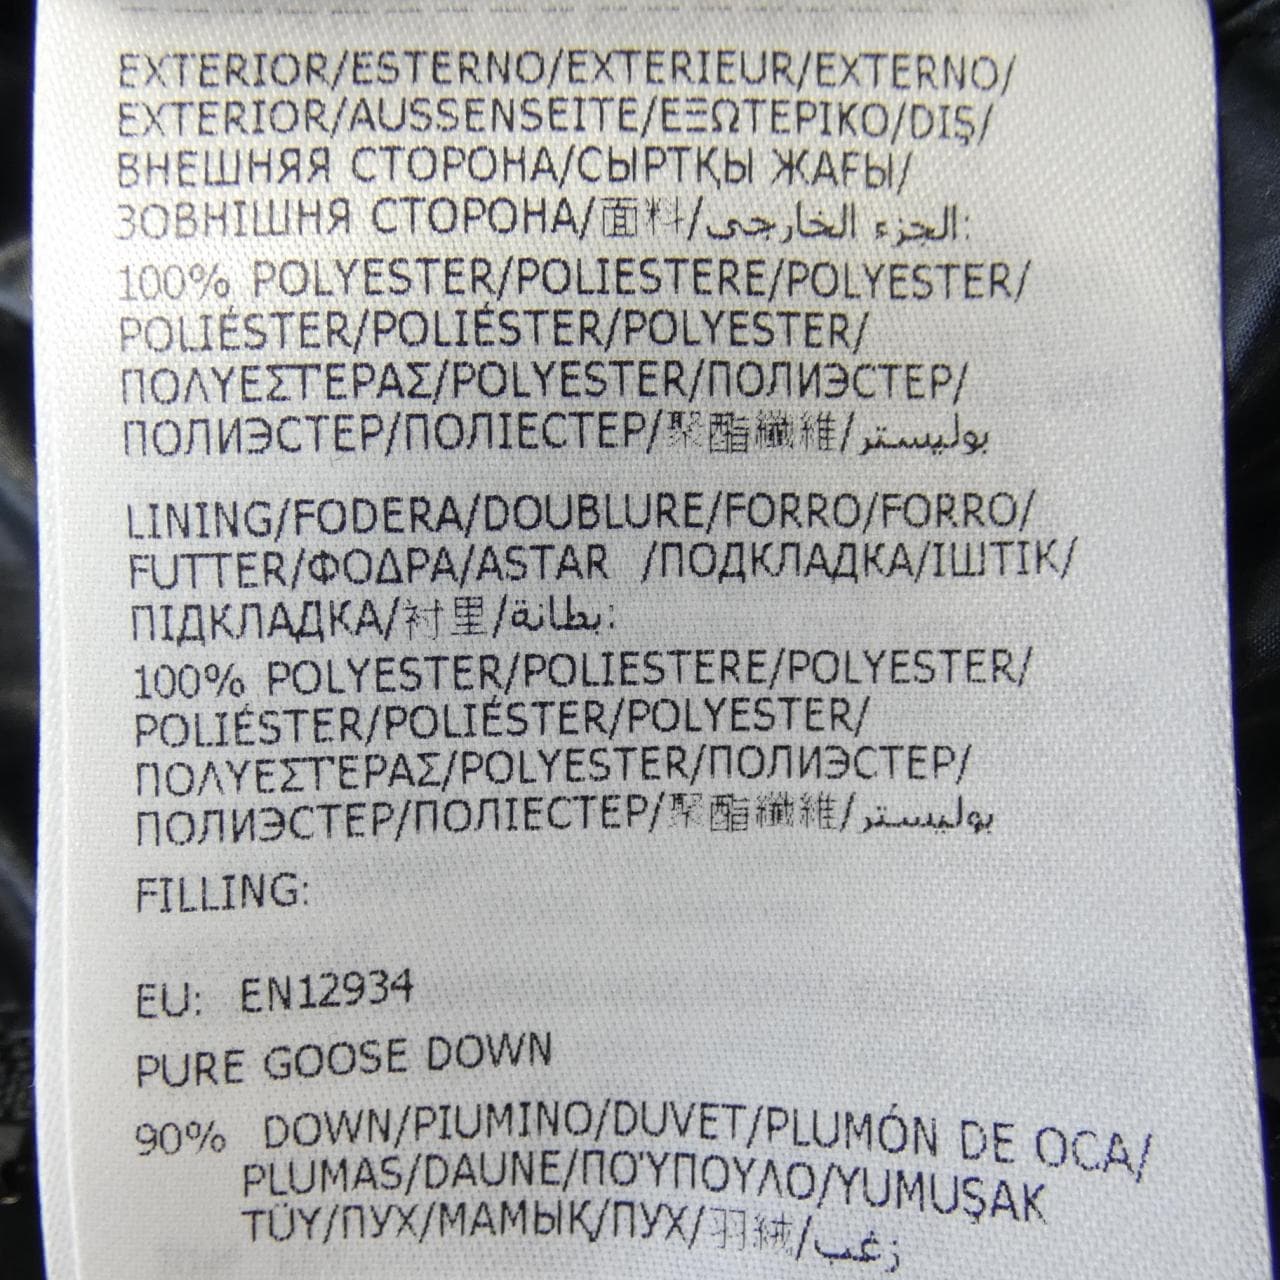 EXTERIOR/ESTERNO/EXTERIEUR/EXTERNO/
EXTERIOR/AUSSENSEITE/ΕΞΩΤΕΡΙΚΟ/DIŞ/
ВНЕШНЯЯ СТОРОНА/СЫРТҚЫ ЖАҒЫ/
ЗОВНІШНЯ СТОРОНА/面料/الجزء الخارجى:
100% POLYESTER/POLIESTERE/POLYESTER/
POLIÉSTER/POLIÉSTER/POLYESTER/
ΠΟΛΥΕΣΤΕΡΑΣ/POLYESTER/ПОЛИЭСТЕР/
ПОЛИЭСТЕР/ПОЛІЕСТЕР/聚酯纖維/بوليستر
LINING/FODERA/DOUBLURE/FORRO/FORRO/
FUTTER/ΦΟΔΡΑ/ASTAR /ПОДКЛАДКА/ІШТІК/
ПІДКЛАДКА/衬里/بطانة:
100% POLYESTER/POLIESTERE/POLYESTER/
POLIÉSTER/POLIÉSTER/POLYESTER/
ΠΟΛΥΕΣΤΕΡΑΣ/POLYESTER/ПОЛИЭСТЕР/
ПОЛИЭСТЕР/ПОЛІЕСТЕР/聚酯纖維/بوليستر
FILLING:
EU: EN12934
PURE GOOSE DOWN
90% DOWN/PIUMINO/DUVET/PLUMÓN DE OCA/
PLUMAS/DAUNE/ΠΟΎΠΟΥΛΟ/YUMUŞAK
TÜY/ПУХ/МАМЫҚ/ПУХ/羽絨/زغب